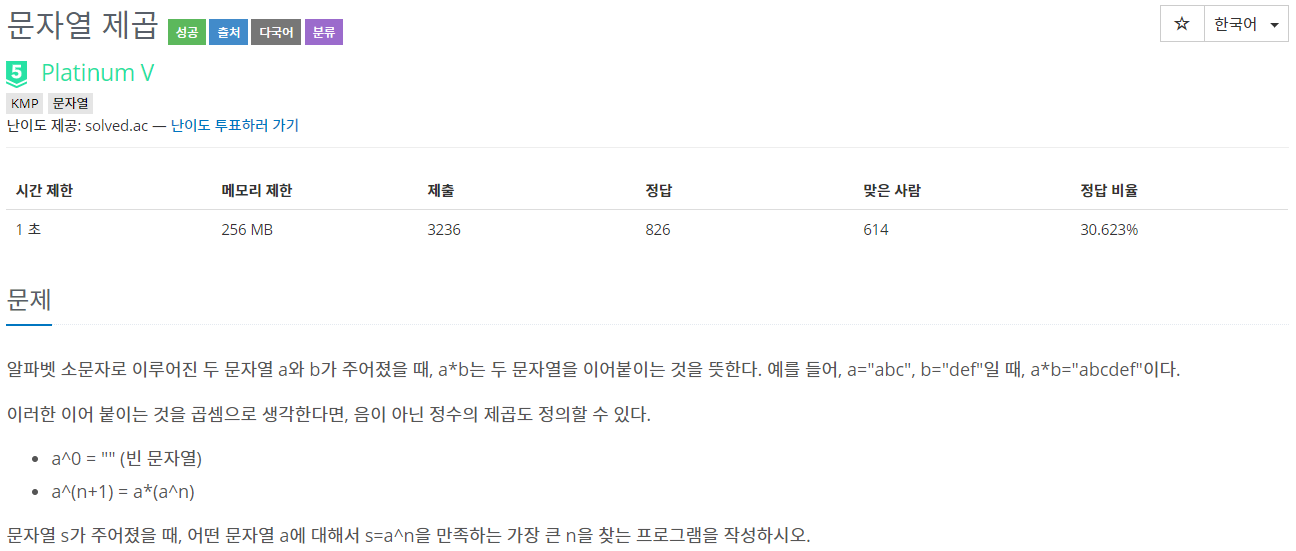 문자열 제곱 성공 출처 다국어 분류 ☆ 한국어
5 Platinum V
KMP 문자열
난이도 제공: solved.ac — 난이도 투표하러 가기
시간 제한 메모리 제한 제출 정답 맞은 사람 정답 비율
1 초 256 MB 3236 826 614 30.623%
문제
알파벳 소문자로 이루어진 두 문자열 a와 b가 주어졌을 때, a*b는 두 문자열을 이어붙이는 것을 뜻한다. 예를 들어, a="abc", b="def"일 때, a*b="abcdef"이다.
이러한 이어 붙이는 것을 곱셈으로 생각한다면, 음이 아닌 정수의 제곱도 정의할 수 있다.
• a^0 = "" (빈 문자열)
• a^(n+1) = a*(a^n)
문자열 s가 주어졌을 때, 어떤 문자열 a에 대해서 s=a^n을 만족하는 가장 큰 n을 찾는 프로그램을 작성하시오.